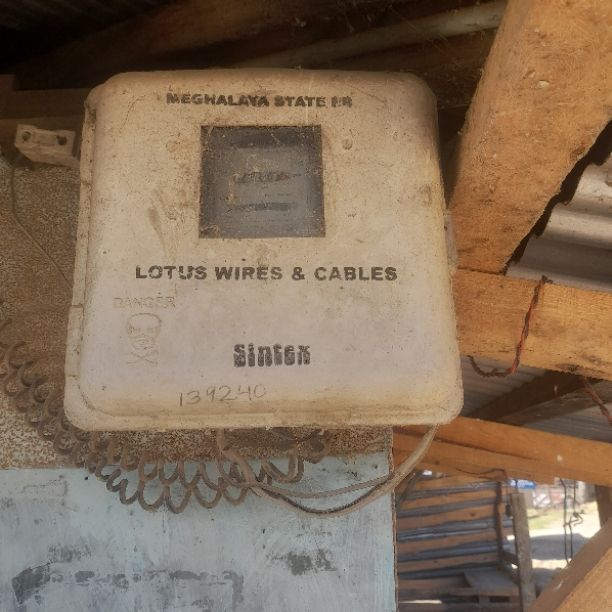 MEGHALAYA STATE
LOTUS WIRES & CABLES
DANGER
Sintex
139240